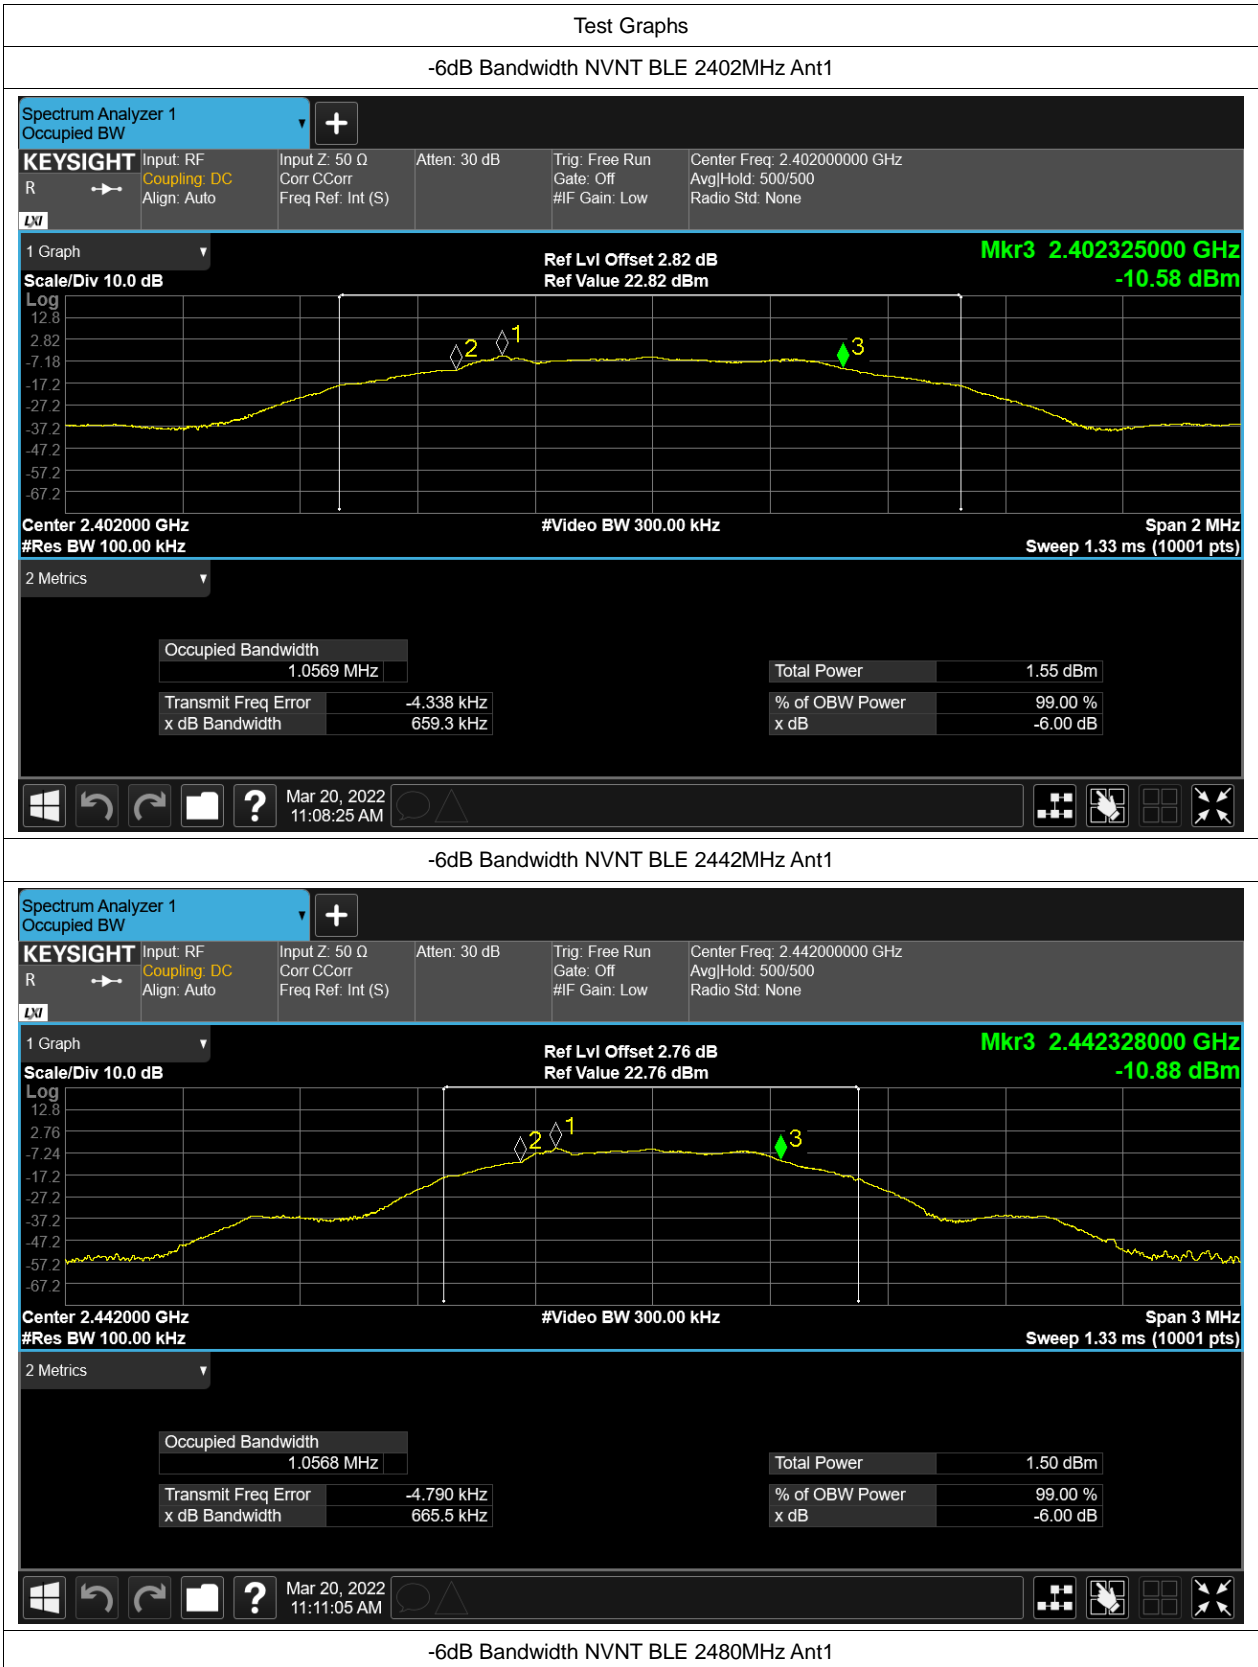 Test Graphs
-6dB Bandwidth NVNT BLE 2402MHz Ant1
Spectrum Analyzer 1
Occupied BW
KEYSIGHT
R
LXI
Input: RF
Coupling: DC
Align: Auto
Input Z: 50 Ω
Corr CCorr
Freq Ref: Int (S)
Atten: 30 dB
Trig: Free Run
Gate: Off
#IF Gain: Low
Center Freq: 2.402000000 GHz
Avg|Hold: 500/500
Radio Std: None
1 Graph
Scale/Div 10.0 dB
Ref Lvl Offset 2.82 dB
Ref Value 22.82 dBm
Mkr3 2.402325000 GHz
-10.58 dBm
Log
12.8
2.82
-7.18
-17.2
-27.2
-37.2
-47.2
-57.2
-67.2
2
1
3
Center 2.402000 GHz
#Res BW 100.00 kHz
#Video BW 300.00 kHz
Span 2 MHz
Sweep 1.33 ms (10001 pts)
2 Metrics
Occupied Bandwidth
1.0569 MHz
Transmit Freq Error -4.338 kHz
x dB Bandwidth 659.3 kHz
Total Power 1.55 dBm
% of OBW Power 99.00 %
x dB -6.00 dB
?
Mar 20, 2022
11:08:25 AM
-6dB Bandwidth NVNT BLE 2442MHz Ant1
Spectrum Analyzer 1
Occupied BW
KEYSIGHT
R
LXI
Input: RF
Coupling: DC
Align: Auto
Input Z: 50 Ω
Corr CCorr
Freq Ref: Int (S)
Atten: 30 dB
Trig: Free Run
Gate: Off
#IF Gain: Low
Center Freq: 2.442000000 GHz
Avg|Hold: 500/500
Radio Std: None
1 Graph
Scale/Div 10.0 dB
Ref Lvl Offset 2.76 dB
Ref Value 22.76 dBm
Mkr3 2.442328000 GHz
-10.88 dBm
Log
12.8
2.76
-7.24
-17.2
-27.2
-37.2
-47.2
-57.2
-67.2
2
1
3
Center 2.442000 GHz
#Res BW 100.00 kHz
#Video BW 300.00 kHz
Span 3 MHz
Sweep 1.33 ms (10001 pts)
2 Metrics
Occupied Bandwidth
1.0568 MHz
Transmit Freq Error -4.790 kHz
x dB Bandwidth 665.5 kHz
Total Power 1.50 dBm
% of OBW Power 99.00 %
x dB -6.00 dB
?
Mar 20, 2022
11:11:05 AM
-6dB Bandwidth NVNT BLE 2480MHz Ant1